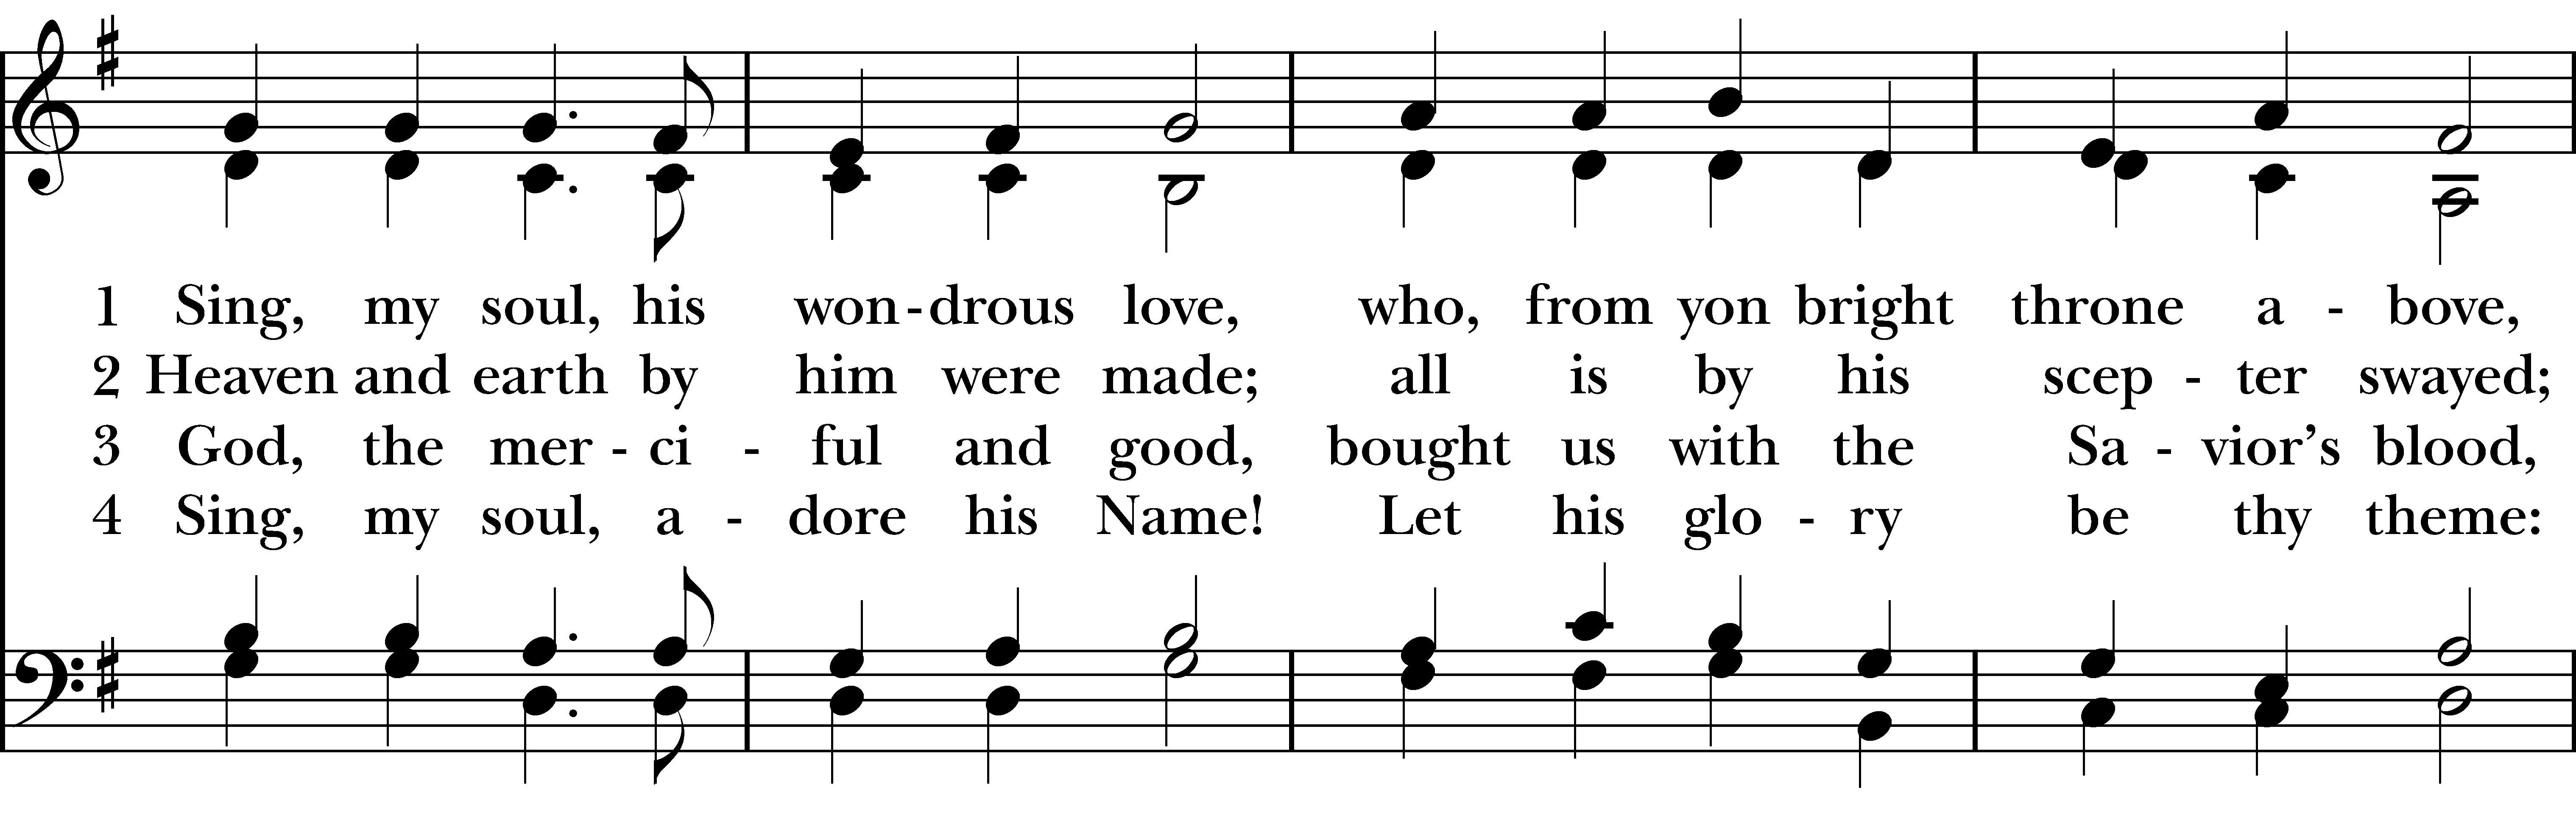 1 Sing, my soul, his won-drous love, who, from yon bright throne a - bove,
2 Heaven and earth by him were made; all is by his scep - ter swayed;
3 God, the mer - ci - ful and good, bought us with the Sa - vior’s blood,
4 Sing, my soul, a - dore his Name! Let his glo - ry be thy theme: